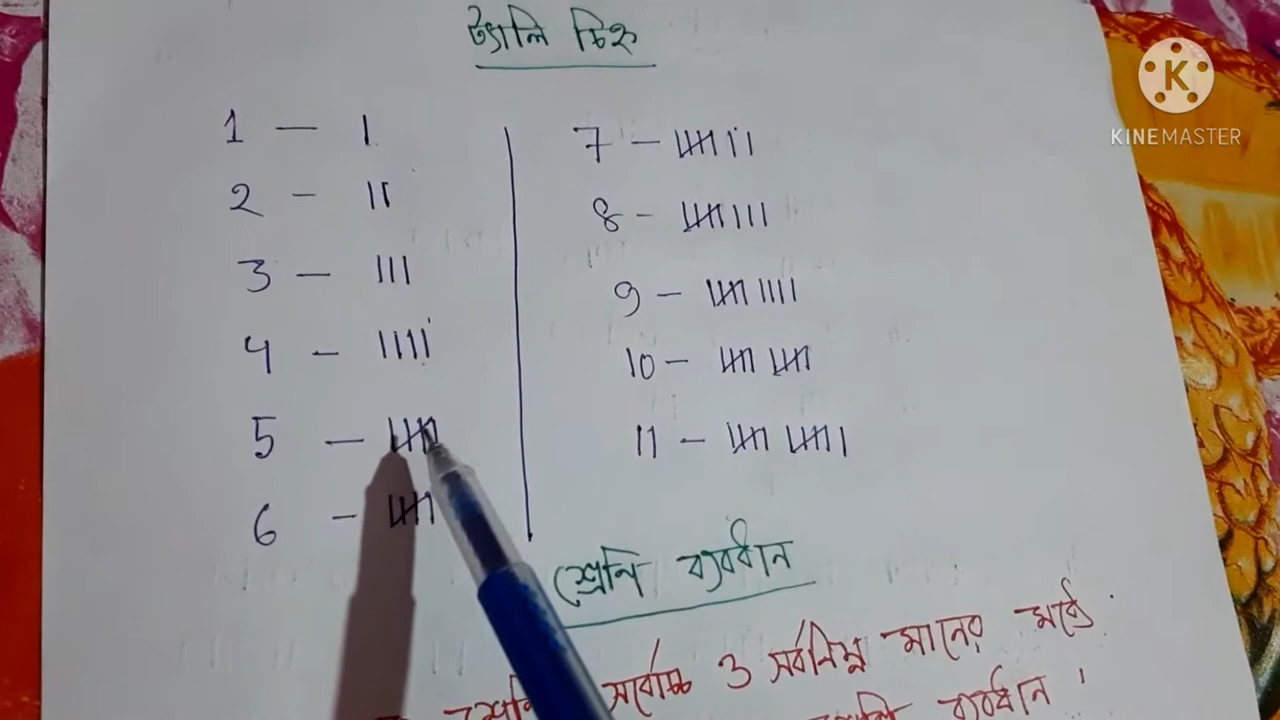 ট্যালি চিহ্ন
1 — |
2 — ||
3 — |||
4 — ||||
5 — 卌
6 —
7 — 卌 ||
8 — 卌 |||
9 — 卌 ||||
10 — 卌 卌
11 — 卌 卌 |
শ্রেনি ব্যবধান
সর্বোচ্চ ও সর্বনিম্ন মানের মধ্যে
ব্যবধান ।
KINEMASTER